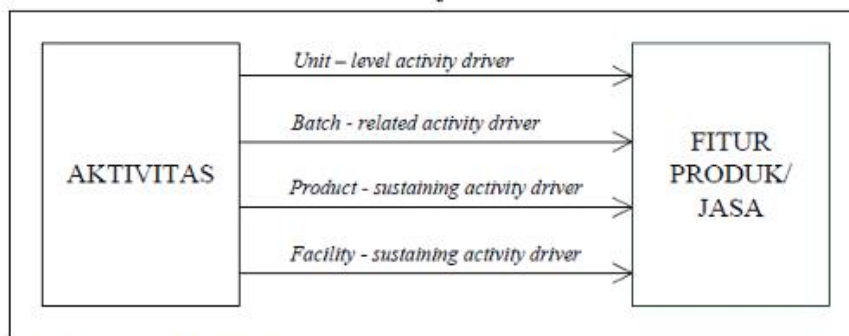 Unit – level activity driver
Batch - related activity driver
AKTIVITAS
Product - sustaining activity driver
Facility - sustaining activity driver
FITUR
PRODUK/
JASA